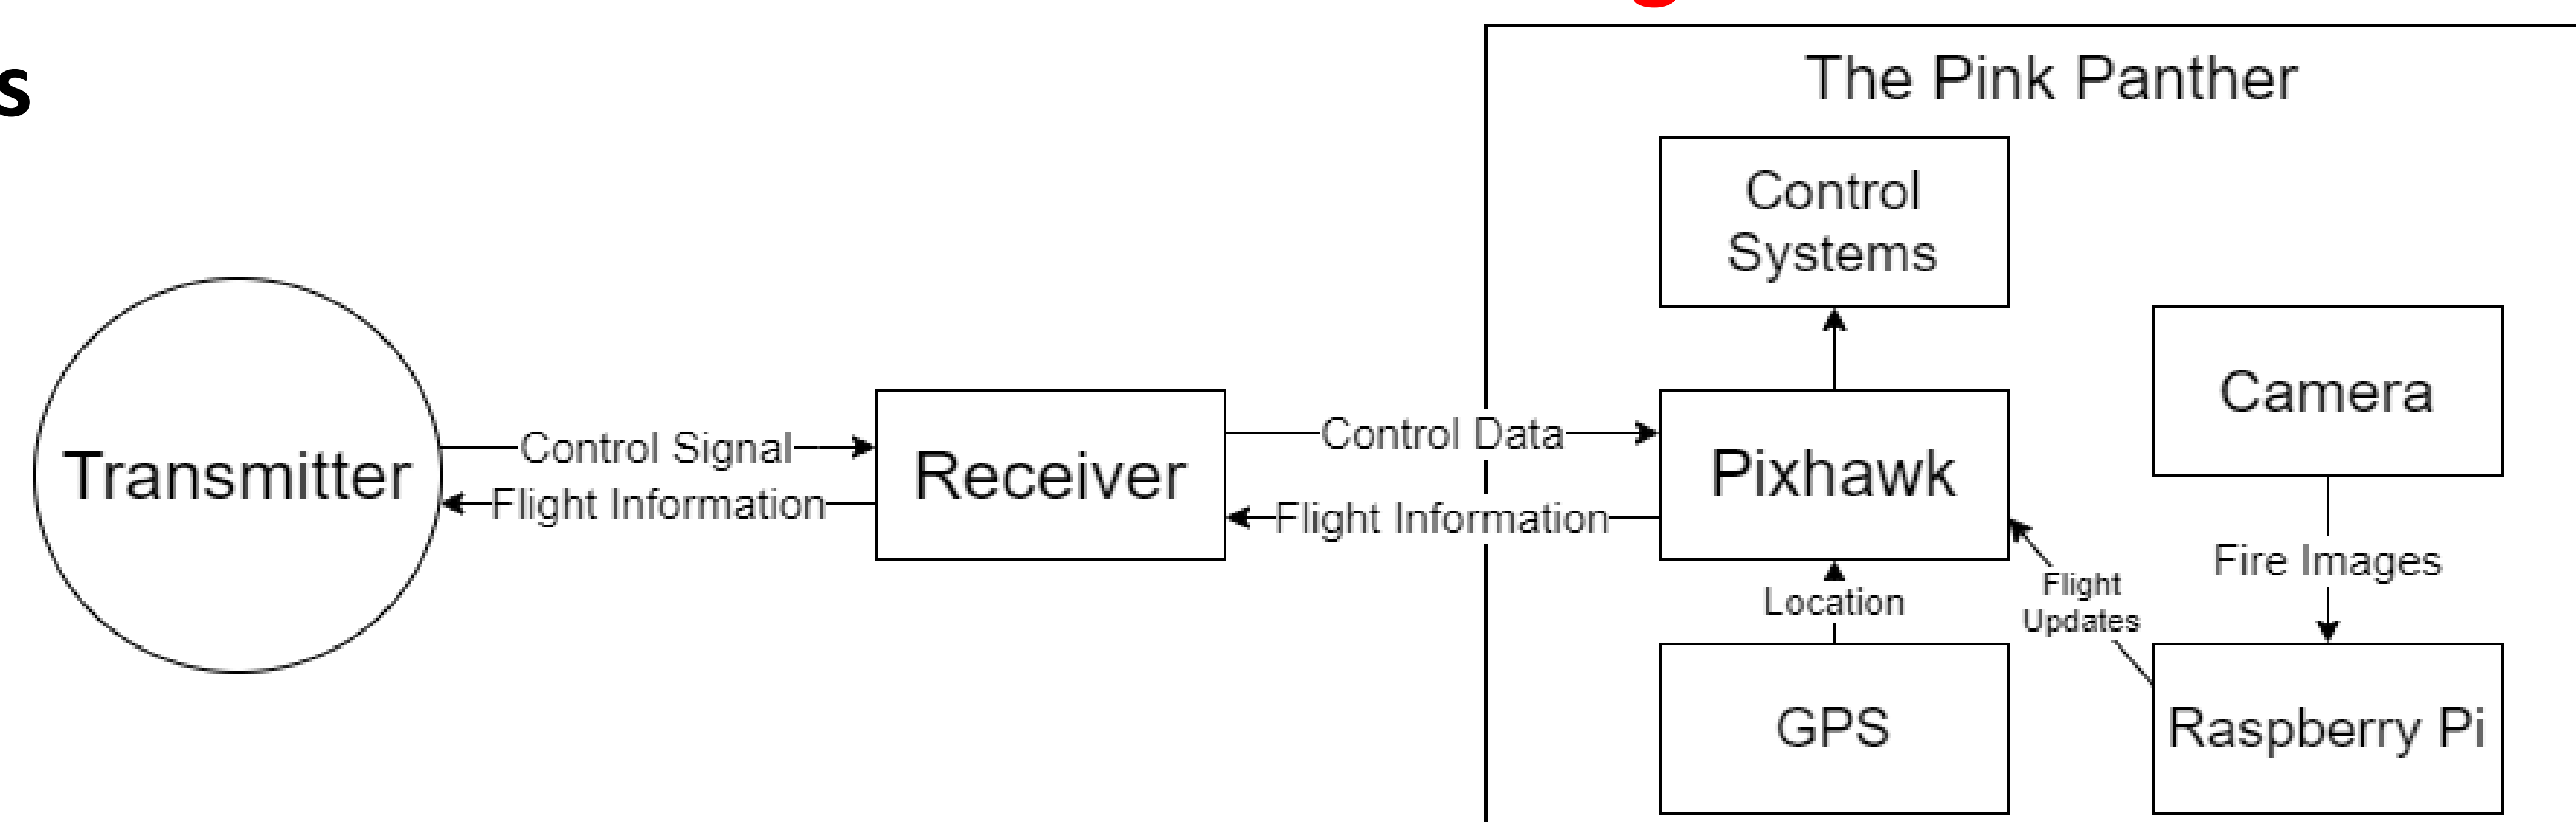 s
g
The Pink Panther
Control
Systems
Camera
Transmitter
Control Signal
Flight Information
Receiver
Control Data
Flight Information
Pixhawk
Fire Images
Location
Flight
Updates
GPS
Raspberry Pi